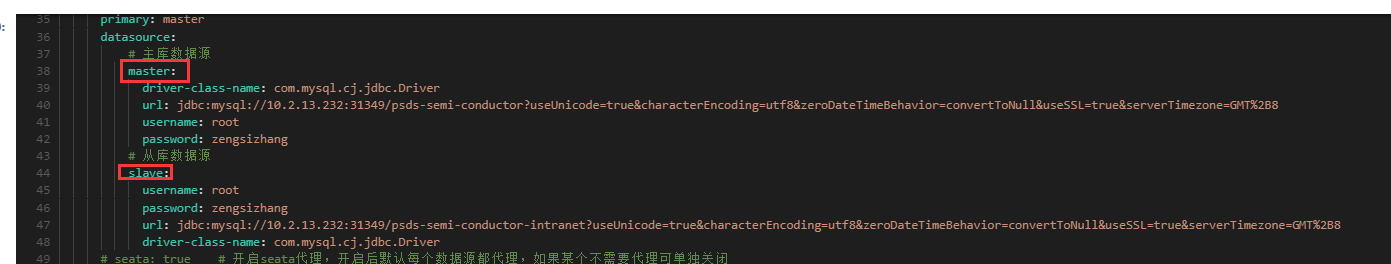 35 primary: master
36 datasource:
37 # 主库数据源
38 master:
39 driver-class-name: com.mysql.cj.jdbc.Driver
40 url: jdbc:mysql://10.2.13.232:31349/psds-semi-conductor?useUnicode=true&characterEncoding=utf8&zeroDateTimeBehavior=convertToNull&useSSL=true&serverTimezone=GMT%2B8
41 username: root
42 password: zengsizhang
43 # 从库数据源
44 slave:
45 username: root
46 password: zengsizhang
47 url: jdbc:mysql://10.2.13.232:31349/psds-semi-conductor-intranet?useUnicode=true&characterEncoding=utf8&zeroDateTimeBehavior=convertToNull&useSSL=true&serverTimezone=GMT%2B8
48 driver-class-name: com.mysql.cj.jdbc.Driver
49 # seata: true # 开启seata代理，开启后默认每个数据源都代理，如果某个不需要代理可单独关闭